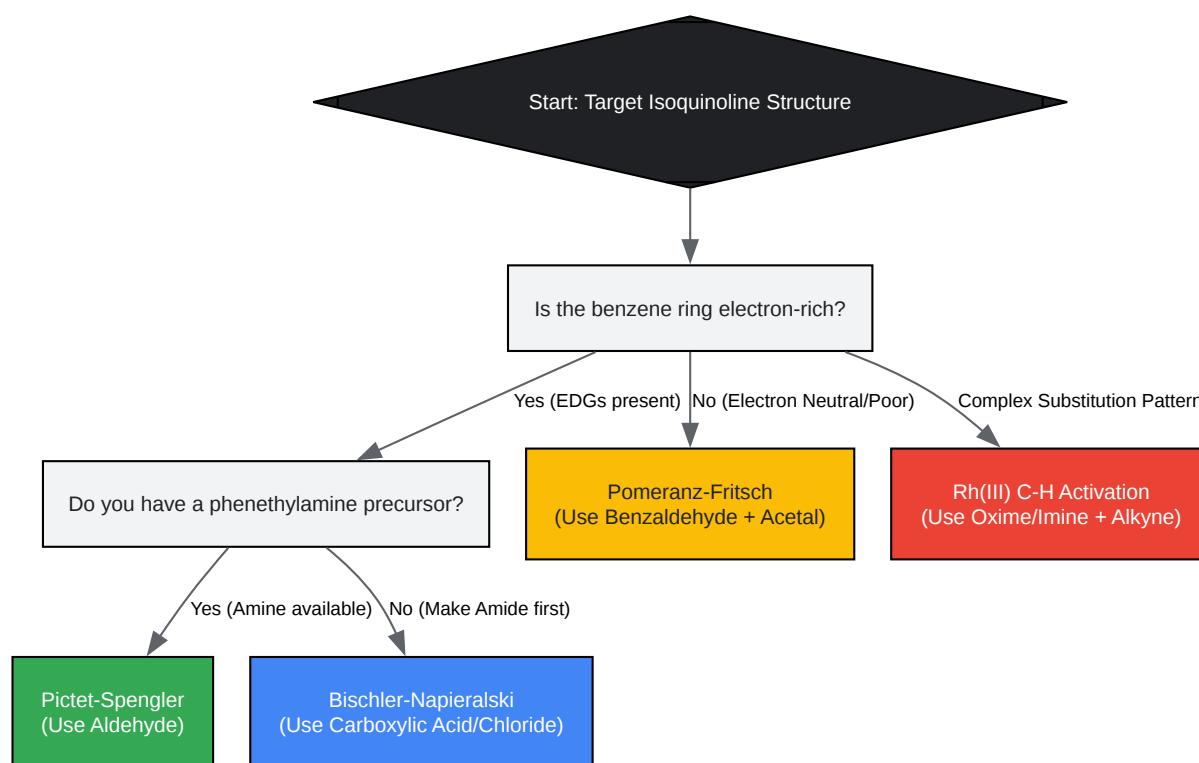 Start: Target Isoquinoline Structure
Is the benzene ring electron-rich?
Yes (EDGs present)
No (Electron Neutral/Poor)
Complex Substitution Pattern
Do you have a phenethylamine precursor?
Pomeranz-Fritsch
(Use Benzaldehyde + Acetal)
Rh(III) C-H Activation
(Use Oxime/Imine + Alkyne)
Yes (Amine available)
No (Make Amide first)
Pictet-Spengler
(Use Aldehyde)
Bischler-Napieralski
(Use Carboxylic Acid/Chloride)